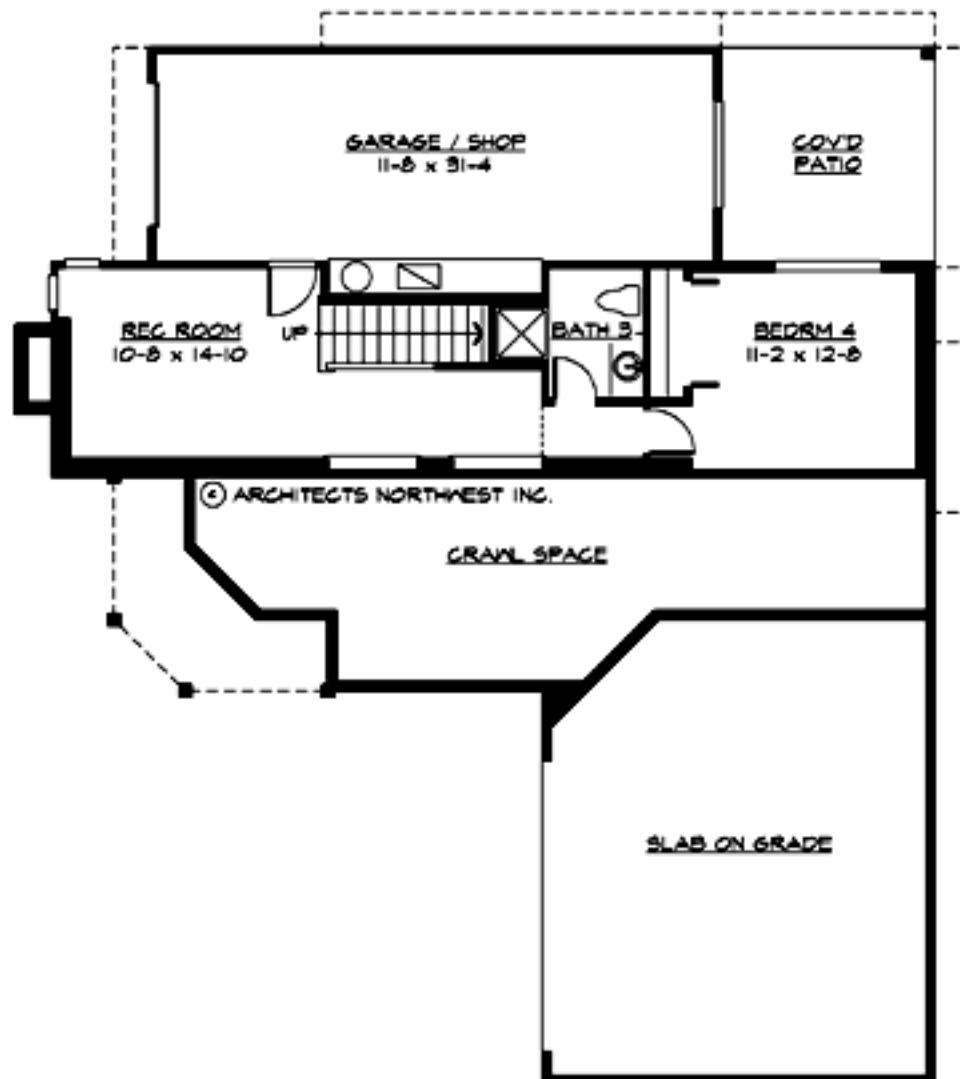 GARAGE / SHOP
11-8 x 31-4
COV'D
PATIO
REC ROOM
10-8 x 14-10
UP
BATH 3
BEDRM 4
11-2 x 12-8
© ARCHITECTS NORTHWEST INC.
CRAWL SPACE
SLAB ON GRADE